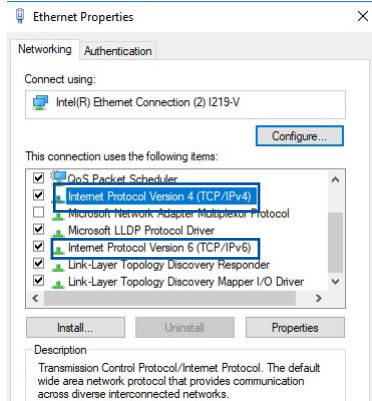 Ethernet Properties
Networking
Authentication
Connect using:
Intel(R) Ethernet Connection (2) I219-V
Configure...
This connection uses the following items:
QoS Packet Scheduler
Internet Protocol Version 4 (TCP/IPv4)
Microsoft Network Adapter Multiplexor Protocol
Microsoft LLDP Protocol Driver
Internet Protocol Version 6 (TCP/IPv6)
Link-Layer Topology Discovery Responder
Link-Layer Topology Discovery Mapper I/O Driver
Install...
Uninstall
Properties
Description
Transmission Control Protocol/Internet Protocol. The default
wide area network protocol that provides communication
across diverse interconnected networks.